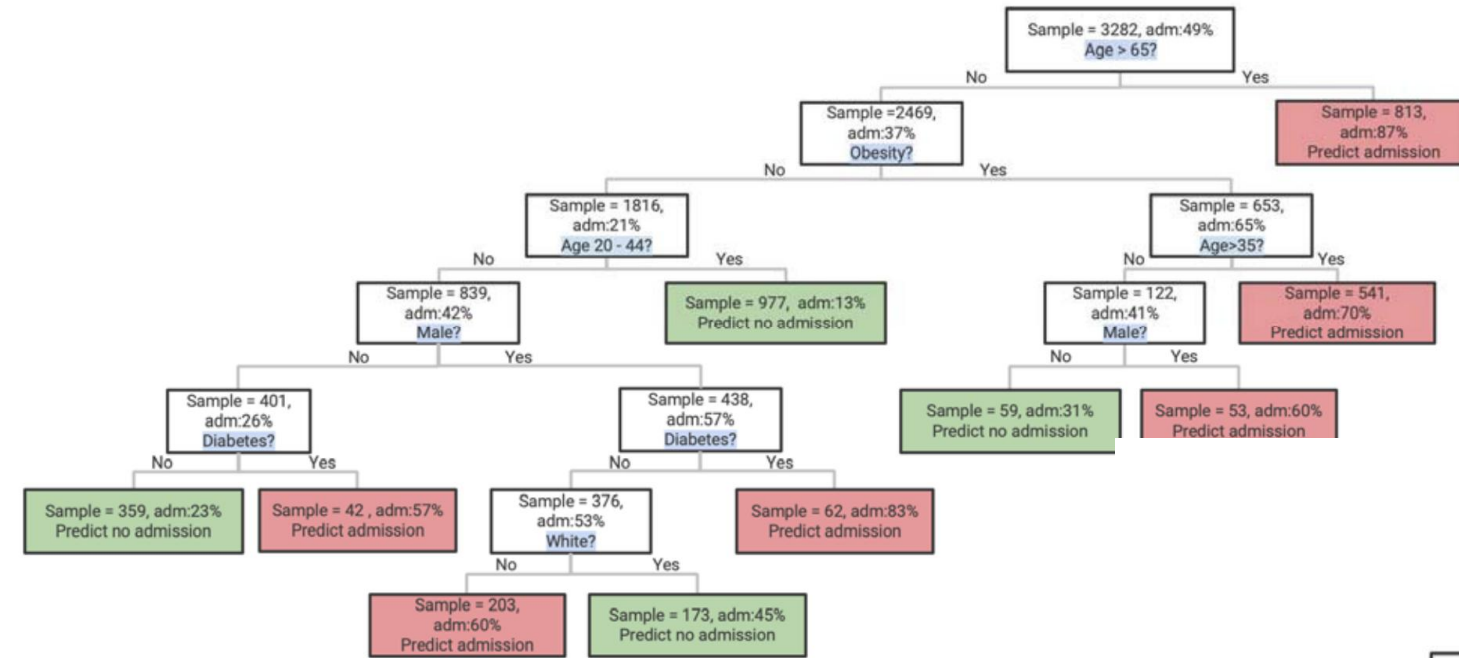 Sample = 3282, adm:49%
Age > 65?
No
Yes
Sample =2469,
adm:37%
Obesity?
Sample = 813,
adm:87%
Predict admission
No
Yes
Sample = 1816,
adm:21%
Age 20 - 44?
Sample = 653,
adm:65%
Age>35?
No
Yes
No
Yes
Sample = 839,
adm:42%
Male?
Sample = 977, adm:13%
Predict no admission
Sample = 122,
adm:41%
Male?
Sample = 541,
adm:70%
Predict admission
No
Yes
No
Yes
Sample = 401,
adm:26%
Diabetes?
Sample = 438,
adm:57%
Diabetes?
Sample = 59, adm:31%
Predict no admission
Sample = 53, adm:60%
Predict admission
No
Yes
No
Yes
Sample = 359, adm:23%
Predict no admission
Sample = 42 , adm:57%
Predict admission
Sample = 376,
adm:53%
White?
Sample = 62, adm:83%
Predict admission
No
Yes
Sample = 203,
adm:60%
Predict admission
Sample = 173, adm:45%
Predict no admission